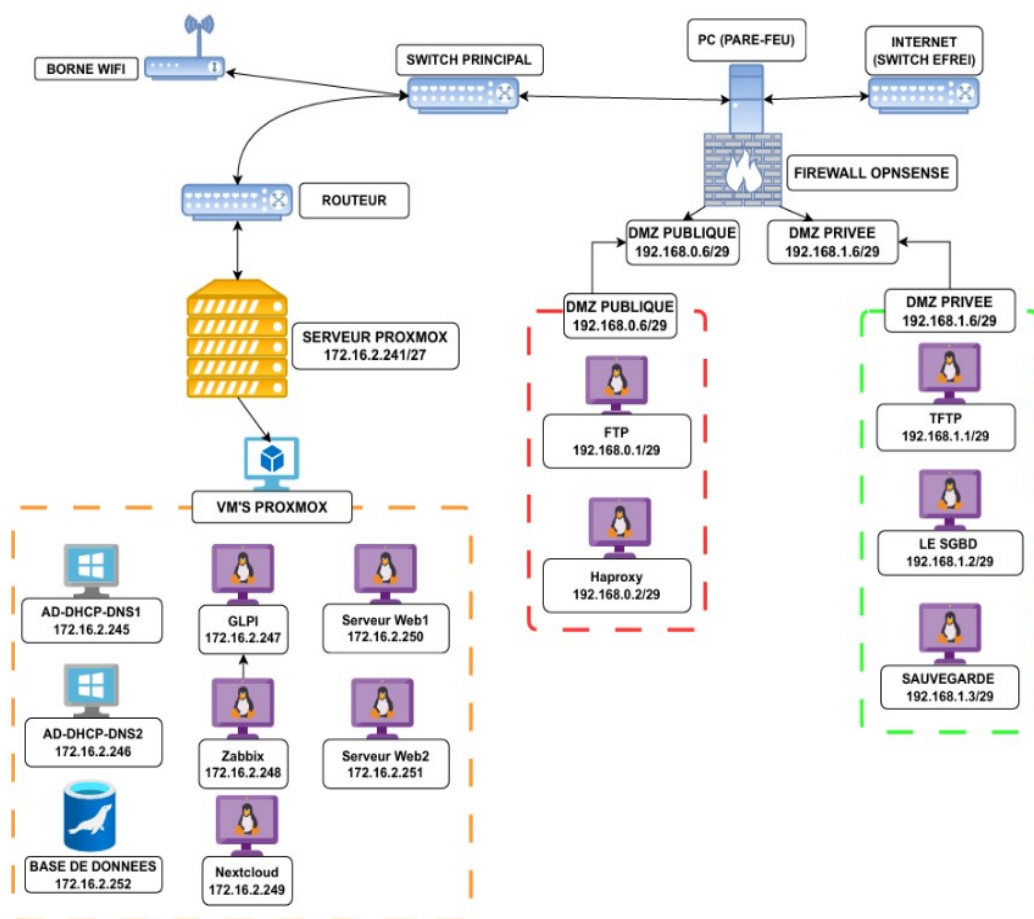 BORNE WIFI
SWITCH PRINCIPAL
PC (PARE-FEU)
INTERNET
(SWITCH EFREI)
ROUTEUR
FIREWALL OPNSENSE
DMZ PUBLIQUE
192.168.0.6/29
DMZ PRIVEE
192.168.1.6/29
SERVEUR PROXMOX
172.16.2.241/27
DMZ PUBLIQUE
192.168.0.6/29
FTP
192.168.0.1/29
Haproxy
192.168.0.2/29
DMZ PRIVEE
192.168.1.6/29
TFTP
192.168.1.1/29
LE SGBD
192.168.1.2/29
SAUVEGARDE
192.168.1.3/29
VM'S PROXMOX
AD-DHCP-DNS1
172.16.2.245
GLPI
172.16.2.247
Serveur Web1
172.16.2.250
AD-DHCP-DNS2
172.16.2.246
Zabbix
172.16.2.248
Serveur Web2
172.16.2.251
BASE DE DONNEES
172.16.2.252
Nextcloud
172.16.2.249